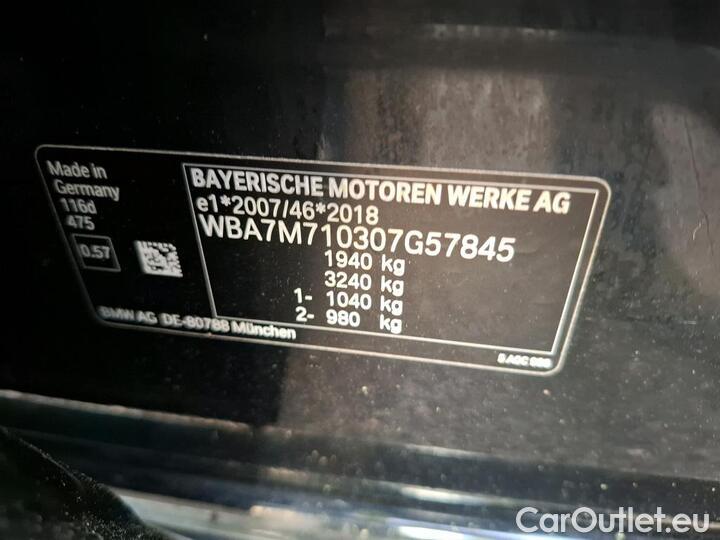 Made in
Germany
116d
475
0.57
BAYERISCHE MOTOREN WERKE AG
e1*2007/46*2018
WBA7M710307G57845
1940 kg
3240 kg
1- 1040 kg
2- 980 kg
BMW AG DE-80788 München
CarOutlet.eu